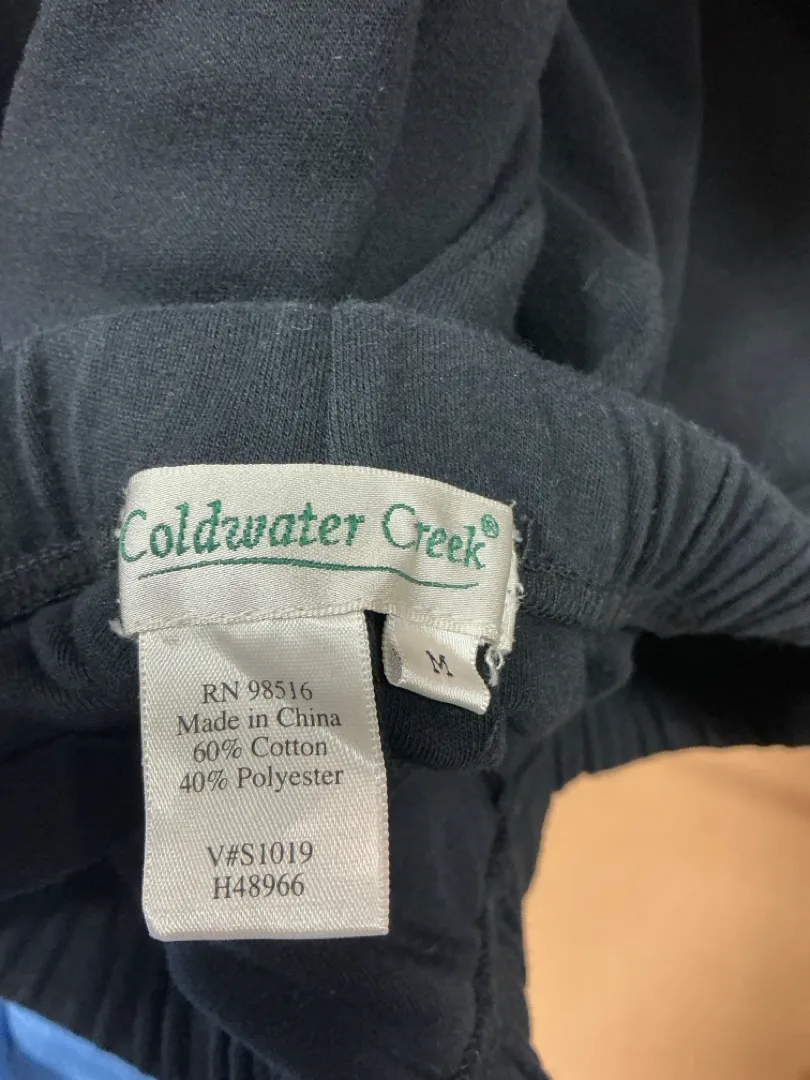 Coldwater Creek®
M
RN 98516
Made in China
60% Cotton
40% Polyester
V#S1019
H48966